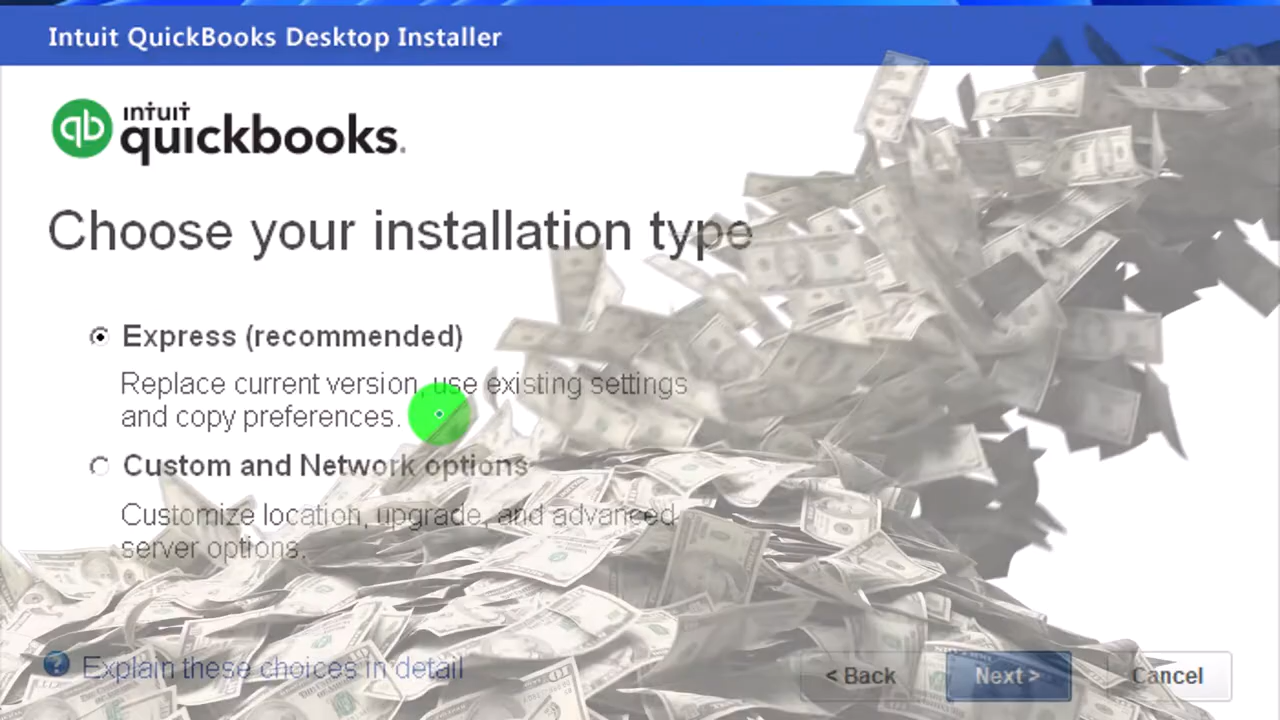 Intuit QuickBooks Desktop Installer
qb
intuit
quickbooks.
Choose your installation type
Express (recommended)
Replace current version, use existing settings
and copy preferences.
Custom and Network options
Customize location, upgrade, and advanced
server options.
? Explain these choices in detail
< Back Next > Cancel